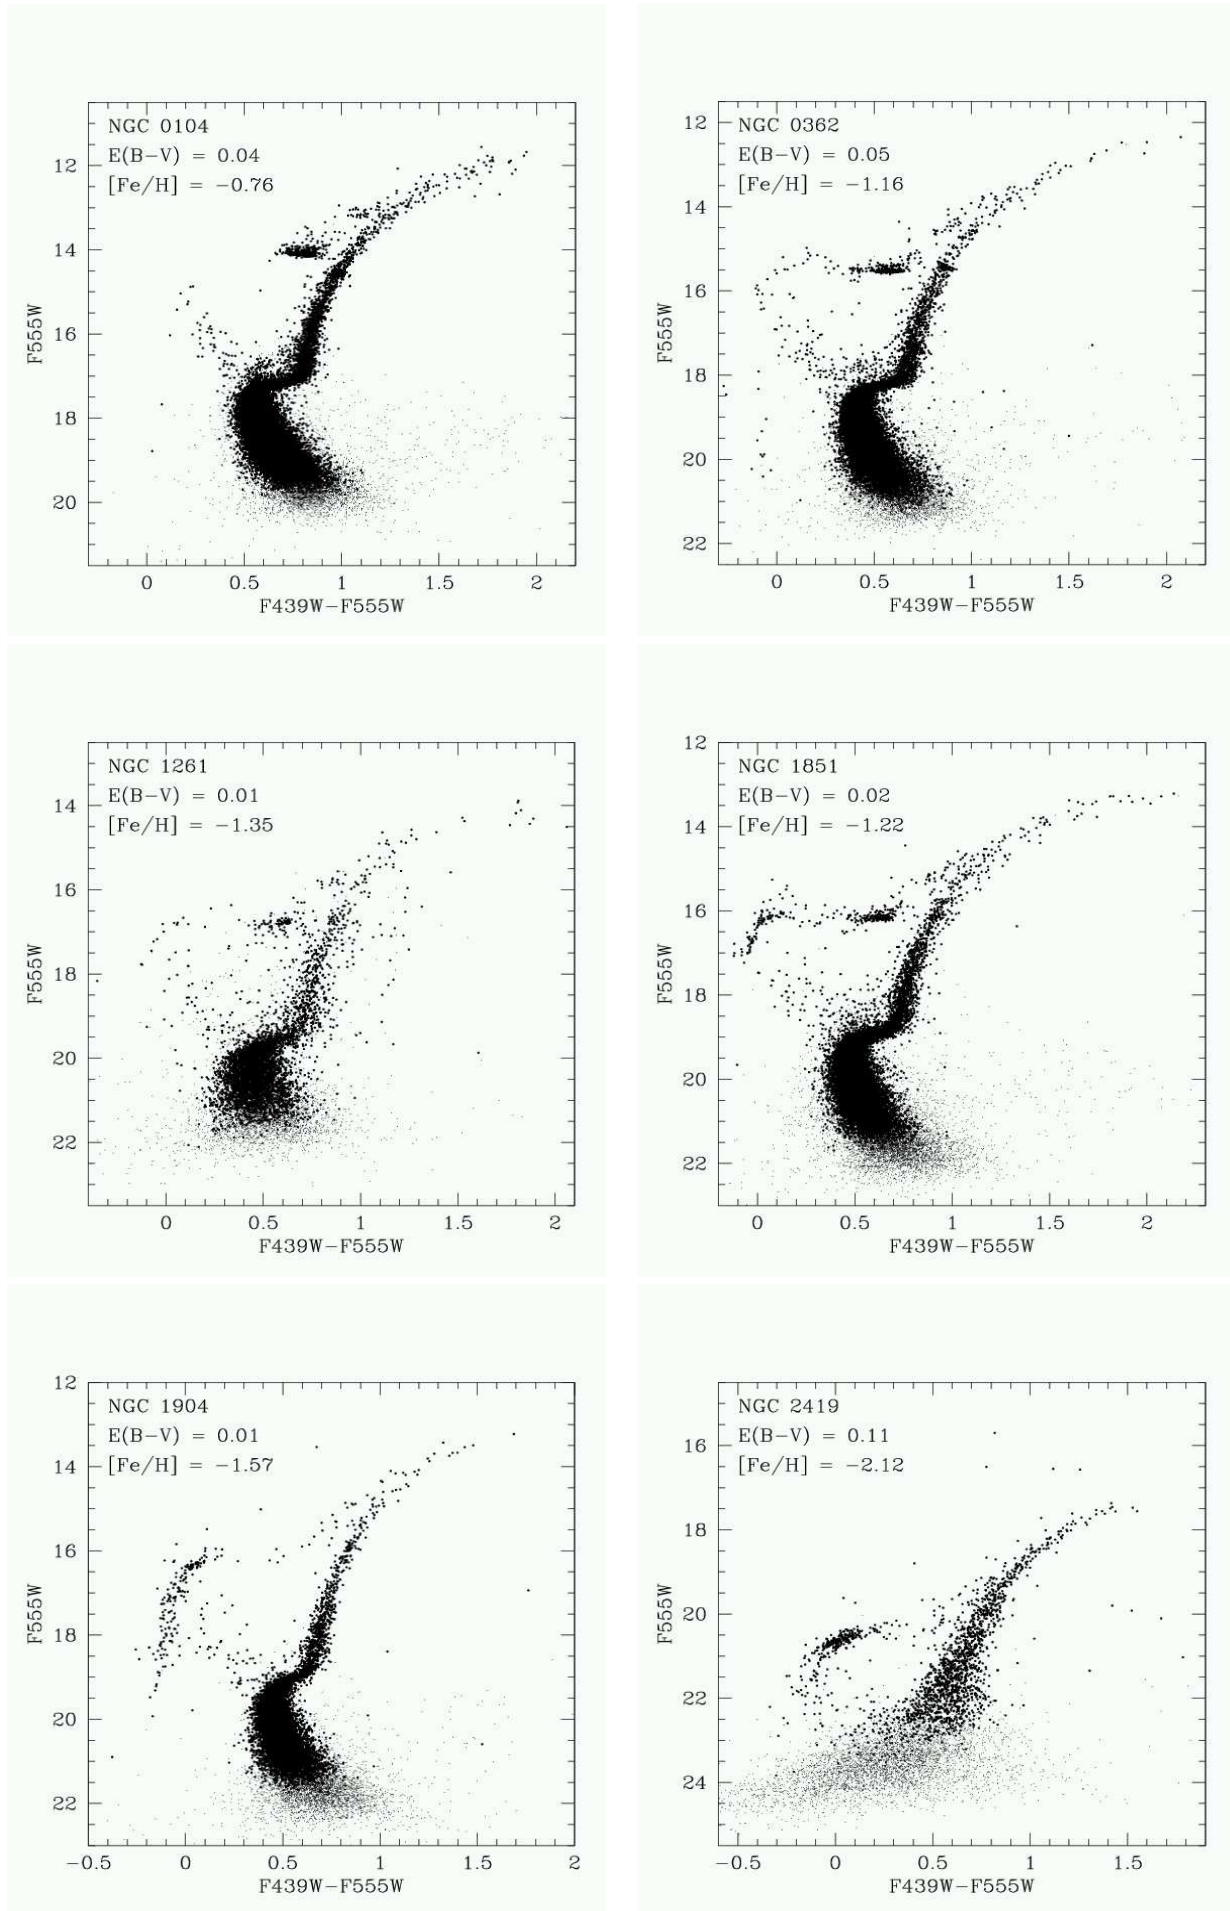 NGC 0104
E(B−V) = 0.04
[Fe/H] = −0.76
12
14
16
18
20
F555W
0 0.5 1 1.5 2
F439W−F555W
NGC 0362
E(B−V) = 0.05
[Fe/H] = −1.16
12
14
16
18
20
22
F555W
0 0.5 1 1.5 2
F439W−F555W
NGC 1261
E(B−V) = 0.01
[Fe/H] = −1.35
14
16
18
20
22
F555W
0 0.5 1 1.5 2
F439W−F555W
NGC 1851
E(B−V) = 0.02
[Fe/H] = −1.22
12
14
16
18
20
22
F555W
0 0.5 1 1.5 2
F439W−F555W
NGC 1904
E(B−V) = 0.01
[Fe/H] = −1.57
12
14
16
18
20
22
F555W
−0.5 0 0.5 1 1.5 2
F439W−F555W
NGC 2419
E(B−V) = 0.11
[Fe/H] = −2.12
16
18
20
22
24
F555W
−0.5 0 0.5 1 1.5
F439W−F555W